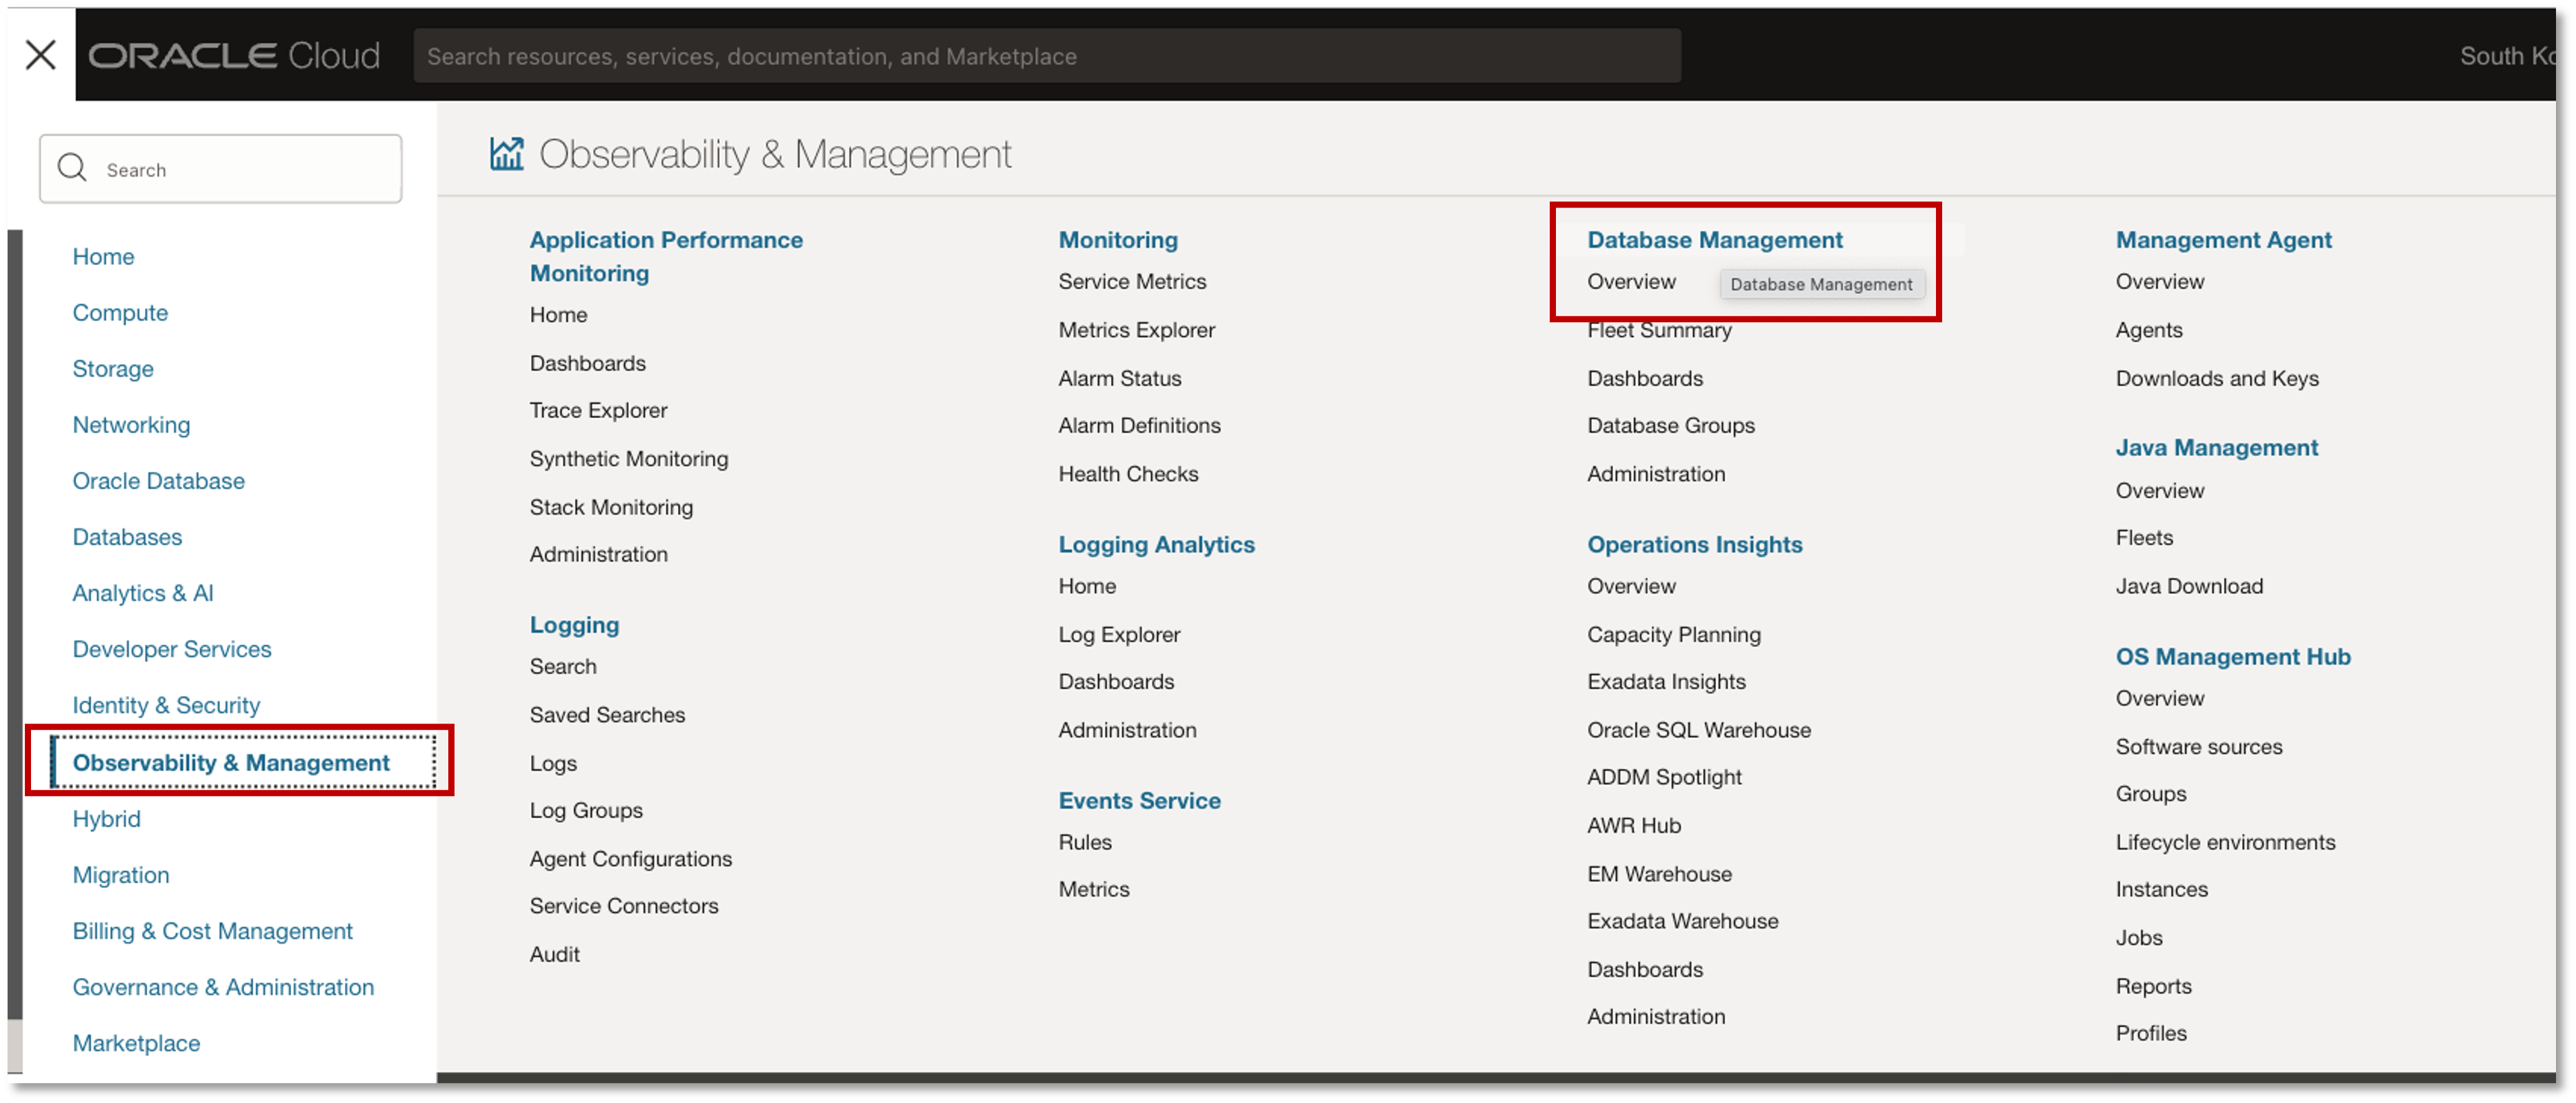 ORACLE Cloud
Search resources, services, documentation, and Marketplace
South Ko
Search
Home
Compute
Storage
Networking
Oracle Database
Databases
Analytics & AI
Developer Services
Identity & Security
Observability & Management
Hybrid
Migration
Billing & Cost Management
Governance & Administration
Marketplace
Observability & Management
Application Performance
Monitoring
Home
Dashboards
Trace Explorer
Synthetic Monitoring
Stack Monitoring
Administration
Logging
Search
Saved Searches
Logs
Log Groups
Agent Configurations
Service Connectors
Audit
Monitoring
Service Metrics
Metrics Explorer
Alarm Status
Alarm Definitions
Health Checks
Logging Analytics
Home
Log Explorer
Dashboards
Administration
Events Service
Rules
Metrics
Database Management
Overview
Database Management
Fleet Summary
Dashboards
Database Groups
Administration
Operations Insights
Overview
Capacity Planning
Exadata Insights
Oracle SQL Warehouse
ADDM Spotlight
AWR Hub
EM Warehouse
Exadata Warehouse
Dashboards
Administration
Management Agent
Overview
Agents
Downloads and Keys
Java Management
Overview
Fleets
Java Download
OS Management Hub
Overview
Software sources
Groups
Lifecycle environments
Instances
Jobs
Reports
Profiles